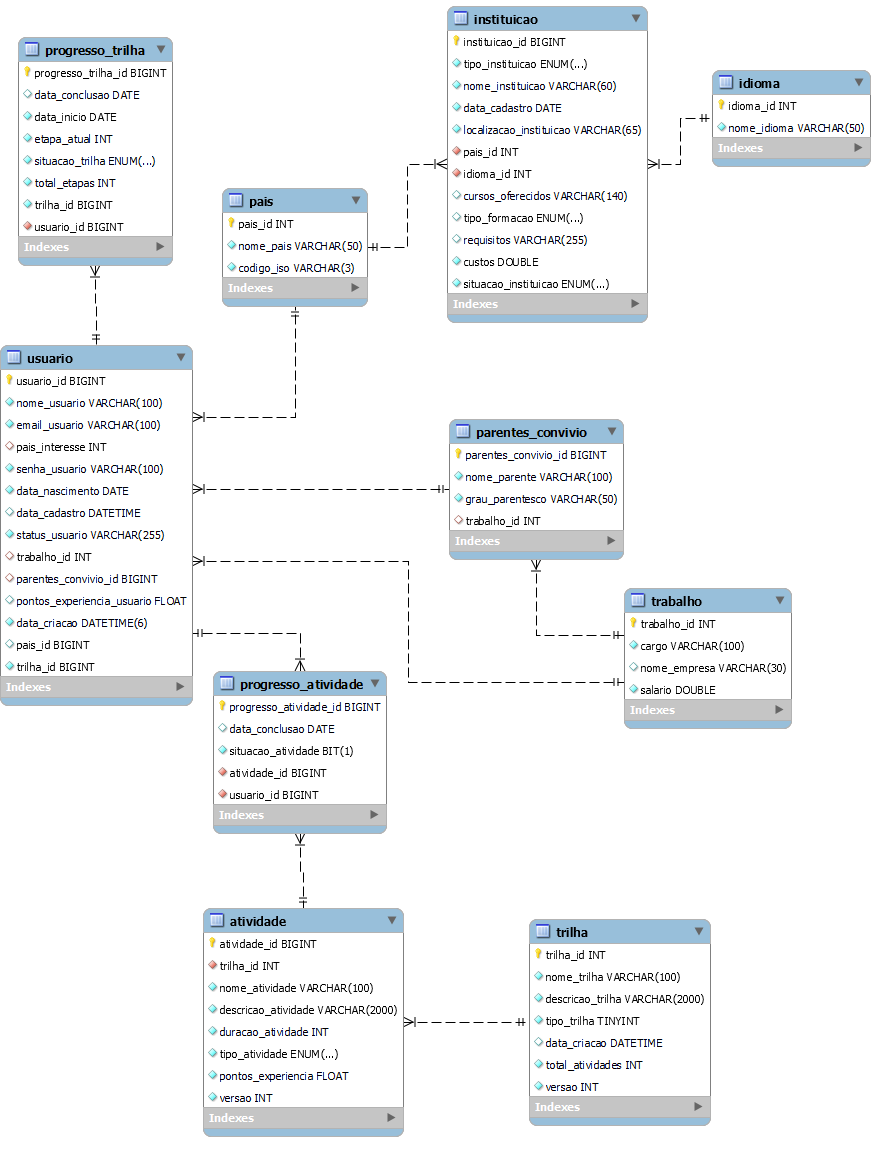 progresso_trilha
progresso_trilha_id BIGINT
data_conclusao DATE
data_inicio DATE
etapa_atual INT
situacao_trilha ENUM(...)
total_etapas INT
trilha_id BIGINT
usuario_id BIGINT
Indexes
instituicao
instituicao_id BIGINT
tipo_instituicao ENUM(...)
nome_instituicao VARCHAR(60)
data_cadastro DATE
localizacao_instituicao VARCHAR(65)
pais_id INT
idioma_id INT
cursos_oferecidos VARCHAR(140)
tipo_formacao ENUM(...)
requisitos VARCHAR(255)
custos DOUBLE
situacao_instituicao ENUM(...)
Indexes
idioma
idioma_id INT
nome_idioma VARCHAR(50)
Indexes
pais
pais_id INT
nome_pais VARCHAR(50)
codigo_iso VARCHAR(3)
Indexes
usuario
usuario_id BIGINT
nome_usuario VARCHAR(100)
email_usuario VARCHAR(100)
pais_interesse INT
senha_usuario VARCHAR(100)
data_nascimento DATE
data_cadastro DATETIME
status_usuario VARCHAR(255)
trabalho_id INT
parentes_convivio_id BIGINT
pontos_experiencia_usuario FLOAT
data_criacao DATETIME(6)
pais_id BIGINT
trilha_id BIGINT
Indexes
parentes_convivio
parentes_convivio_id BIGINT
nome_parente VARCHAR(100)
grau_parentesco VARCHAR(50)
trabalho_id INT
Indexes
trabalho
trabalho_id INT
cargo VARCHAR(100)
nome_empresa VARCHAR(30)
salario DOUBLE
Indexes
progresso_atividade
progresso_atividade_id BIGINT
data_conclusao DATE
situacao_atividade BIT(1)
atividade_id BIGINT
usuario_id BIGINT
Indexes
atividade
atividade_id BIGINT
trilha_id INT
nome_atividade VARCHAR(100)
descricao_atividade VARCHAR(2000)
duracao_atividade INT
tipo_atividade ENUM(...)
pontos_experiencia FLOAT
versao INT
Indexes
trilha
trilha_id INT
nome_trilha VARCHAR(100)
descricao_trilha VARCHAR(2000)
tipo_trilha TINYINT
data_criacao DATETIME
total_atividades INT
versao INT
Indexes